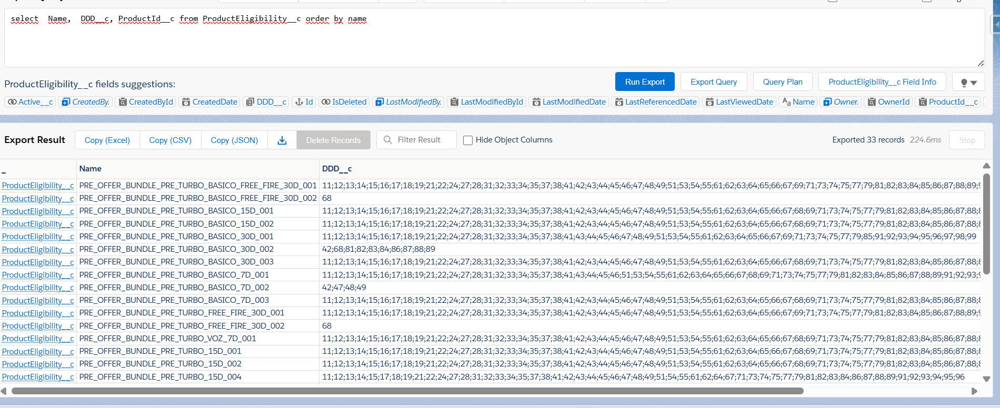 select  Name,  DDD__c, ProductId__c from ProductEligibility__c order by name
ProductEligibility__c fields suggestions:
Run Export
Export Query
Query Plan
ProductEligibility__c Field Info
Active__c CreatedBy. CreatedById CreatedDate DDD__c Id IsDeleted LastModifiedBy. LastModifiedById LastModifiedDate LastReferencedDate LastViewedDate Name Owner. OwnerId ProductId__c
Export Result Copy (Excel) Copy (CSV) Copy (JSON) Delete Records Filter Result Hide Object Columns Exported 33 records 224.6ms Stop
_ Name DDD__c
ProductEligibility__c PRE_OFFER_BUNDLE_PRE_TURBO_BASICO_FREE_FIRE_30D_001 11;12;13;14;15;16;17;18;19;21;22;24;27;28;31;32;33;34;35;37;38;41;42;43;44;45;46;47;48;49;51;53;54;55;61;62;63;64;65;66;67;69;71;73;74;75;77;79;81;82;83;84;85;86;87;88;89;
ProductEligibility__c PRE_OFFER_BUNDLE_PRE_TURBO_BASICO_FREE_FIRE_30D_002 68
ProductEligibility__c PRE_OFFER_BUNDLE_PRE_TURBO_BASICO_15D_001 11;12;13;14;15;16;17;18;19;21;22;24;27;28;31;32;33;34;35;37;38;41;42;43;44;45;46;47;48;49;51;53;54;55;61;62;63;64;65;66;67;68;69;71;73;74;75;77;79;81;82;83;84;85;86;87;88;
ProductEligibility__c PRE_OFFER_BUNDLE_PRE_TURBO_BASICO_15D_002 11;12;13;14;15;16;17;18;19;21;22;24;27;28;31;32;33;34;35;37;38;41;42;43;44;45;46;47;48;49;51;53;54;55;61;62;63;64;65;66;67;68;69;71;73;74;75;77;79;81;82;83;84;85;86;87;88;
ProductEligibility__c PRE_OFFER_BUNDLE_PRE_TURBO_BASICO_30D_001 11;12;13;14;15;16;17;18;19;21;22;24;27;28;31;32;33;34;35;37;38;41;43;44;45;46;47;48;49;51;53;54;55;61;62;63;64;65;66;67;69;71;73;74;75;77;79;85;91;92;93;94;95;96;97;98;99
ProductEligibility__c PRE_OFFER_BUNDLE_PRE_TURBO_BASICO_30D_002 42;68;81;82;83;84;86;87;88;89
ProductEligibility__c PRE_OFFER_BUNDLE_PRE_TURBO_BASICO_30D_003 11;12;13;14;15;16;17;18;19;21;22;24;27;28;31;32;33;34;35;37;38;41;42;43;44;45;46;47;48;49;51;53;54;55;61;62;63;64;65;66;67;68;69;71;73;74;75;77;79;81;82;83;84;85;86;87;88;
ProductEligibility__c PRE_OFFER_BUNDLE_PRE_TURBO_BASICO_7D_001 11;12;13;14;15;16;17;18;19;21;22;24;27;28;31;32;33;34;35;37;38;41;43;44;45;46;51;53;54;55;61;62;63;64;65;66;67;68;69;71;73;74;75;77;79;81;82;83;84;85;86;87;88;89;91;92;93;
ProductEligibility__c PRE_OFFER_BUNDLE_PRE_TURBO_BASICO_7D_002 42;47;48;49
ProductEligibility__c PRE_OFFER_BUNDLE_PRE_TURBO_BASICO_7D_003 11;12;13;14;15;16;17;18;19;21;22;24;27;28;31;32;33;34;35;37;38;41;42;43;44;45;46;47;48;49;51;53;54;55;61;62;63;64;65;66;67;68;69;71;73;74;75;77;79;81;82;83;84;85;86;87;88;
ProductEligibility__c PRE_OFFER_BUNDLE_PRE_TURBO_FREE_FIRE_30D_001 11;12;13;14;15;16;17;18;19;21;22;24;27;28;31;32;33;34;35;37;38;41;42;43;44;45;46;47;48;49;51;53;54;55;61;62;63;64;65;66;67;69;71;73;74;75;77;79;81;82;83;84;85;86;87;88;89;
ProductEligibility__c PRE_OFFER_BUNDLE_PRE_TURBO_FREE_FIRE_30D_002 68
ProductEligibility__c PRE_OFFER_BUNDLE_PRE_TURBO_VOZ_7D_001 11;12;13;14;15;16;17;18;19;21;22;24;27;28;31;32;33;34;35;37;38;41;42;43;44;45;46;47;48;49;51;53;54;55;61;62;63;64;65;66;67;68;69;71;73;74;75;77;79;81;82;83;84;85;86;87;88;
ProductEligibility__c PRE_OFFER_BUNDLE_PRE_TURBO_15D_001 11;12;13;14;15;16;17;18;19;21;22;24;27;28;31;32;33;34;35;37;38;41;42;43;44;45;46;47;48;49;51;53;54;55;61;62;63;64;65;66;67;68;69;71;73;74;75;77;79;81;82;83;84;85;86;87;88;
ProductEligibility__c PRE_OFFER_BUNDLE_PRE_TURBO_15D_002 11;12;13;14;15;16;17;18;19;21;22;24;27;28;31;32;33;34;35;37;38;41;42;43;44;45;46;47;48;49;51;53;54;55;61;62;63;64;65;66;67;68;69;71;73;74;75;77;79;81;82;83;84;85;86;87;88;
ProductEligibility__c PRE_OFFER_BUNDLE_PRE_TURBO_15D_004 11;12;13;14;15;17;18;19;21;22;24;27;28;31;32;33;34;35;37;38;41;42;43;44;45;46;47;48;49;51;54;55;61;62;64;67;71;73;74;75;77;79;81;82;83;84;86;87;88;89;91;92;93;94;95;96